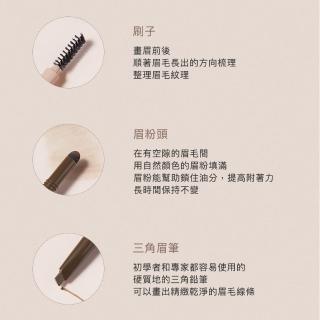 刷子
畫眉前後
順著眉毛長出的方向梳理
整理眉毛紋理
眉粉頭
在有空隙的眉毛間
用自然顏色的眉粉填滿
眉粉能幫助鎖住油分，提高附著力
長時間保持不變
三角眉筆
初學者和專家都容易使用的
硬質地的三角鉛筆
可以畫出精緻乾淨的眉毛線條